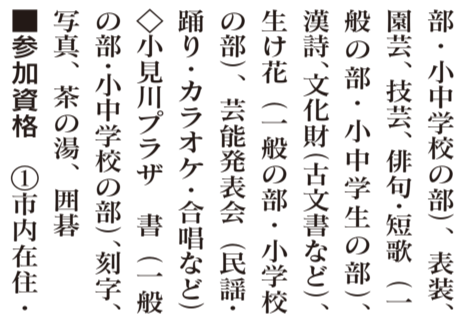 部・小中学校の部）、表装、
園芸、技芸、俳句・短歌（一
般の部・小中学生の部）、
漢詩、文化財（古文書など）、
生け花（一般の部・小学校
の部）、芸能発表会（民謡・
踊り・カラオケ・合唱など）
◇小見川プラザ　書（一般
の部・小中学校の部）、刻字、
写真、茶の湯、囲碁
■参加資格　①市内在住・